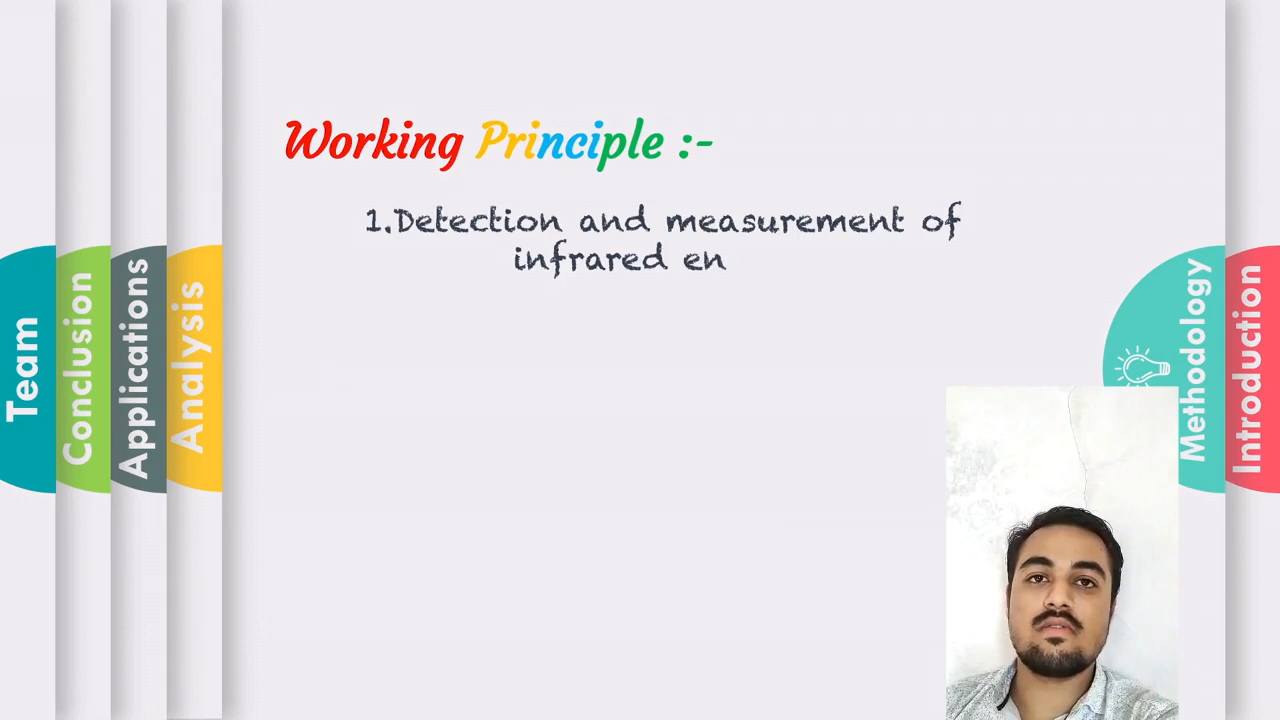 Working Principle :-
1.Detection and measurement of
infrared en
Team
Conclusion
Applications
Analysis
Methodology
Introduction